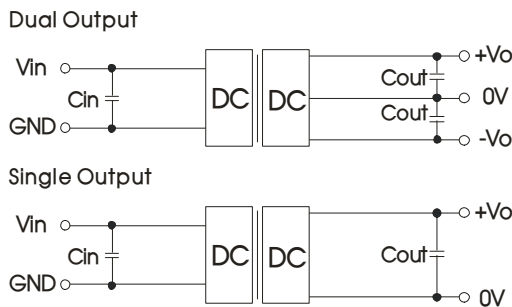 Dual Output
Vin
Cin
GND
DC DC
Cout
Cout
+Vo
0V
-Vo
Single Output
Vin
Cin
GND
DC DC
Cout
+Vo
0V